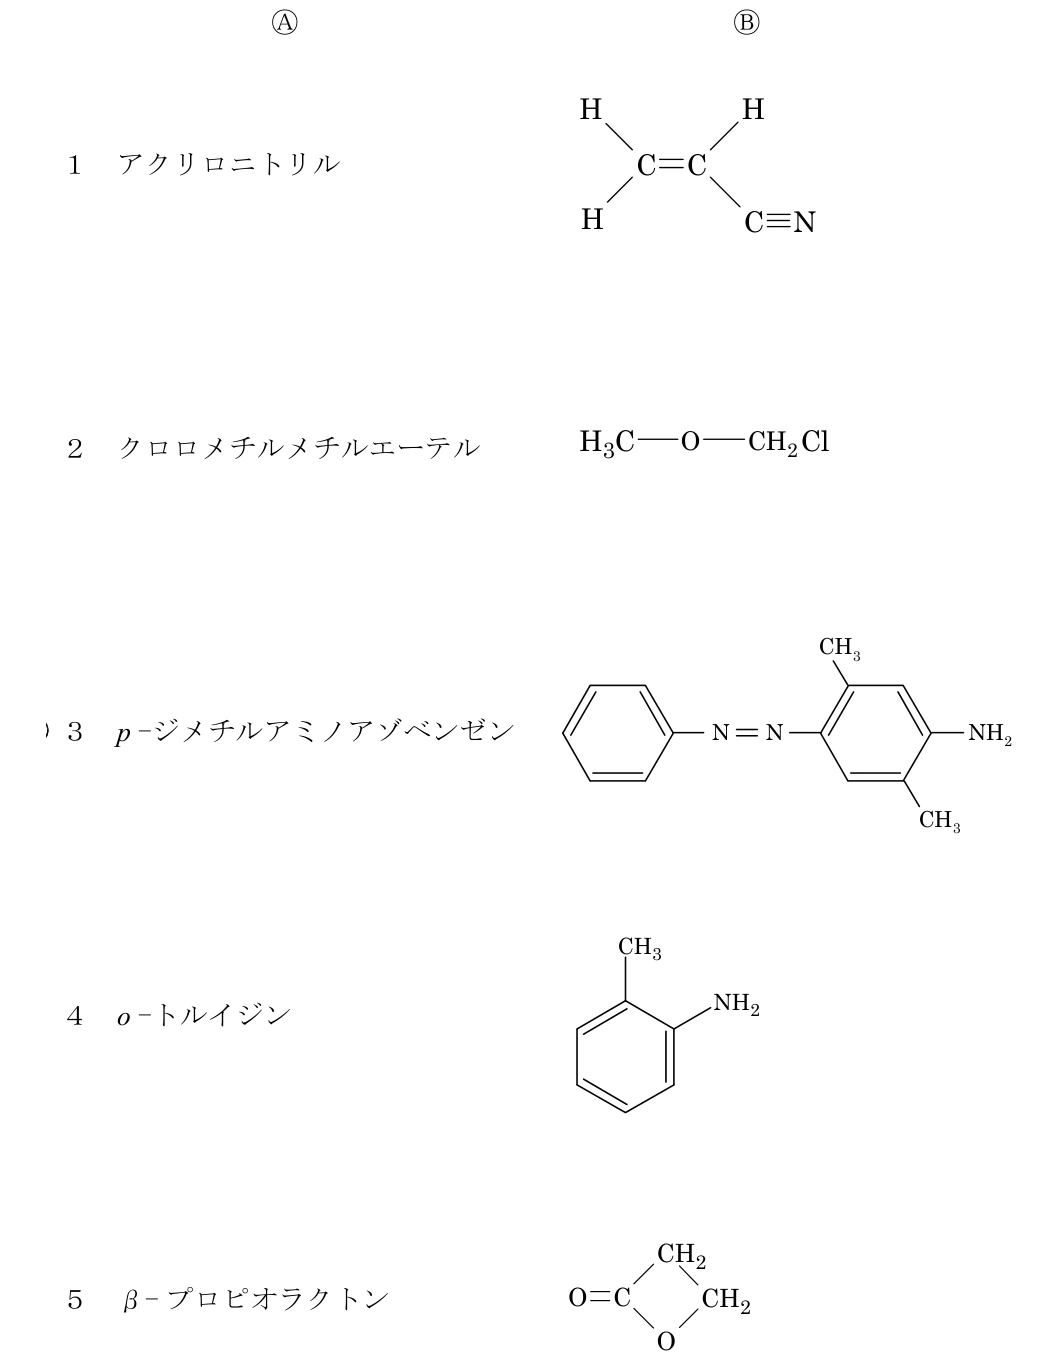 Ⓐ Ⓑ
1 アクリロニトリル
H H
C=C
H C≡N
2 クロロメチルメチルエーテル H₃C—O—CH₂Cl
CH₃
) 3 p-ジメチルアミノアゾベンゼン N=N NH₂
CH₃
CH₃
4 o-トルイジン NH₂
CH₂
5 β-プロピオラクトン O=C CH₂
O